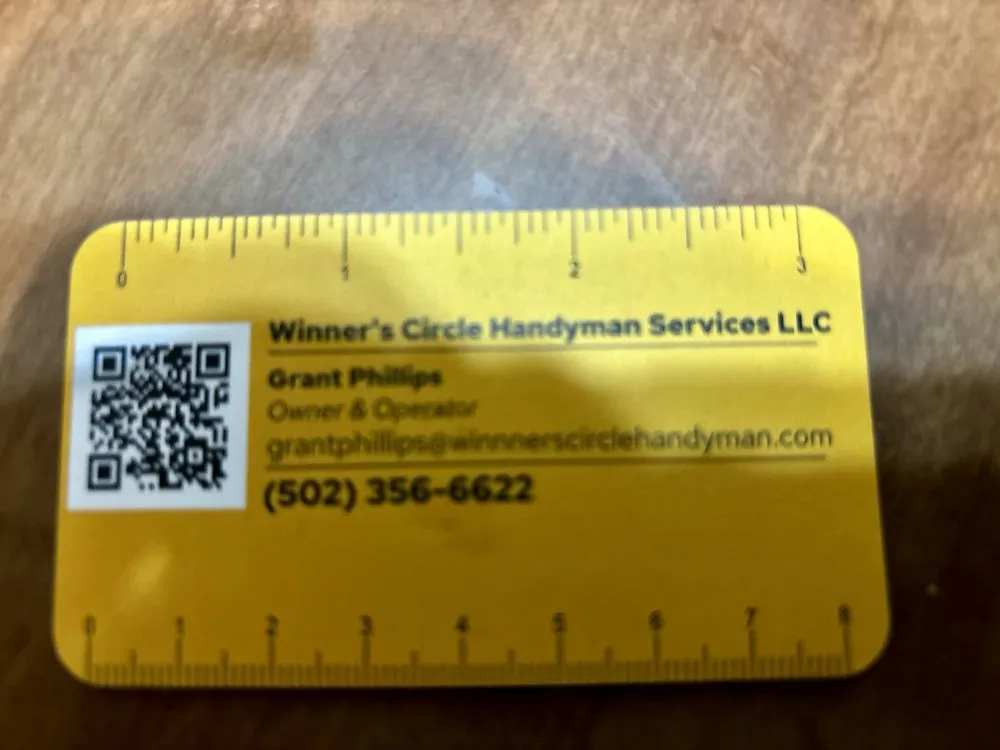 0 1 2 3
Winner's Circle Handyman Services LLC
Grant Phillips
Owner & Operator
grantphillips@winnnerscirclehandyman.com
(502) 356-6622
0 1 2 3 4 5 6 7 8